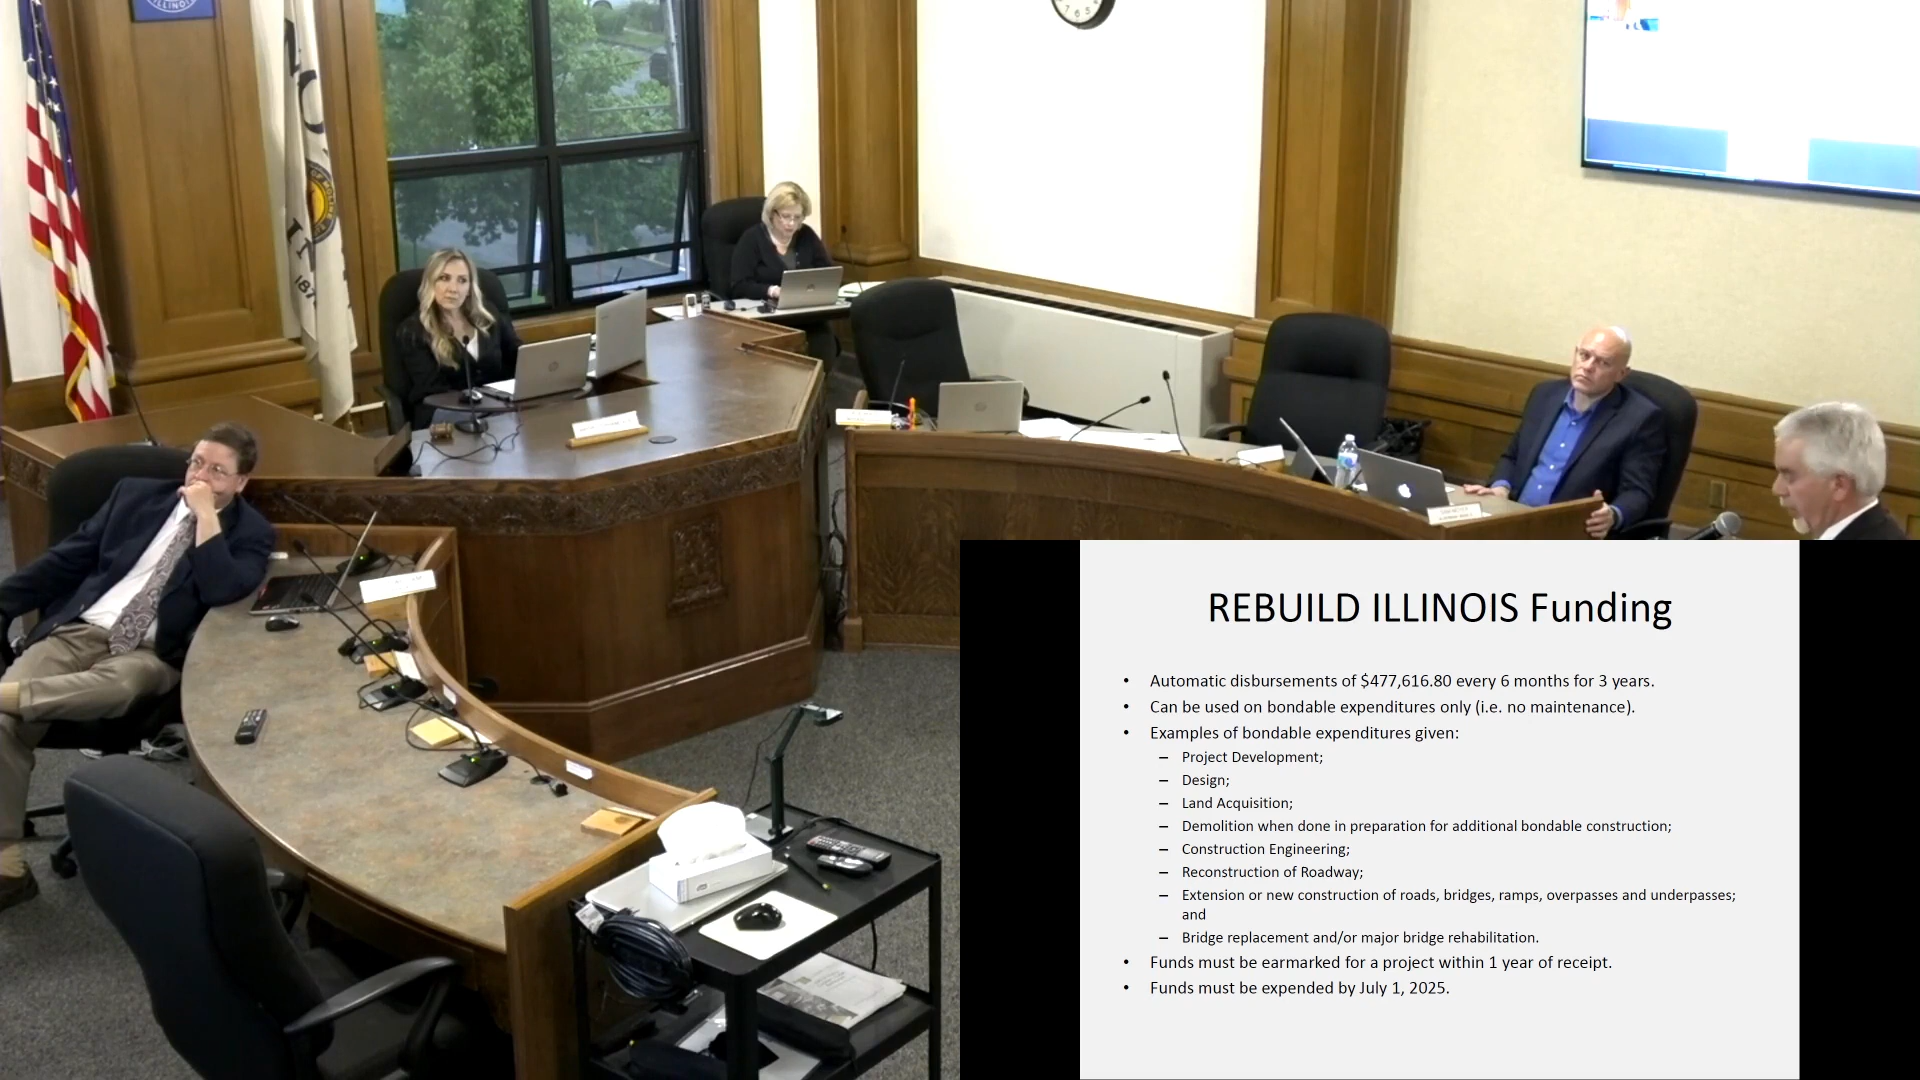 ILLINOIS
7 6 5
REBUILD ILLINOIS Funding
• Automatic disbursements of $477,616.80 every 6 months for 3 years.
• Can be used on bondable expenditures only (i.e. no maintenance).
• Examples of bondable expenditures given:
– Project Development;
– Design;
– Land Acquisition;
– Demolition when done in preparation for additional bondable construction;
– Construction Engineering;
– Reconstruction of Roadway;
– Extension or new construction of roads, bridges, ramps, overpasses and underpasses;
and
– Bridge replacement and/or major bridge rehabilitation.
• Funds must be earmarked for a project within 1 year of receipt.
• Funds must be expended by July 1, 2025.